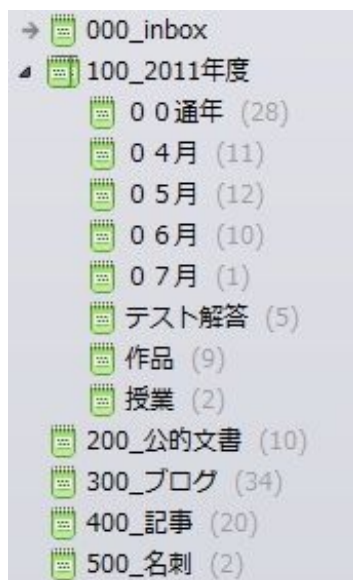 000_inbox
100_2011年度
００通年 (28)
０４月 (11)
０５月 (12)
０６月 (10)
０７月 (1)
テスト解答 (5)
作品 (9)
授業 (2)
200_公的文書 (10)
300_ブログ (34)
400_記事 (20)
500_名刺 (2)